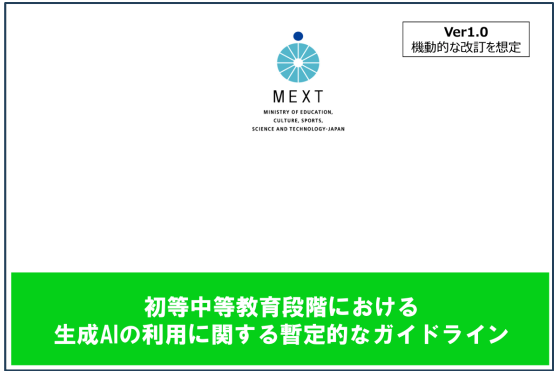 Ver1.0
機動的な改訂を想定
MEXT
MINISTRY OF EDUCATION,
CULTURE, SPORTS,
SCIENCE AND TECHNOLOGY-JAPAN
初等中等教育段階における
生成AIの利用に関する暫定的なガイドライン